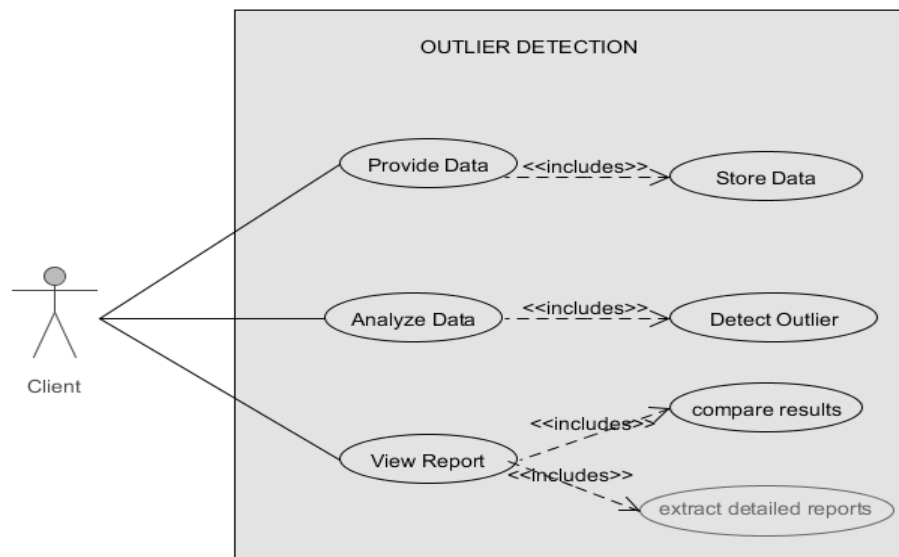 OUTLIER DETECTION
Provide Data
<<includes>>
Store Data
Analyze Data
<<includes>>
Detect Outlier
Client
compare results
<<includes>>
View Report
<<includes>>
extract detailed reports